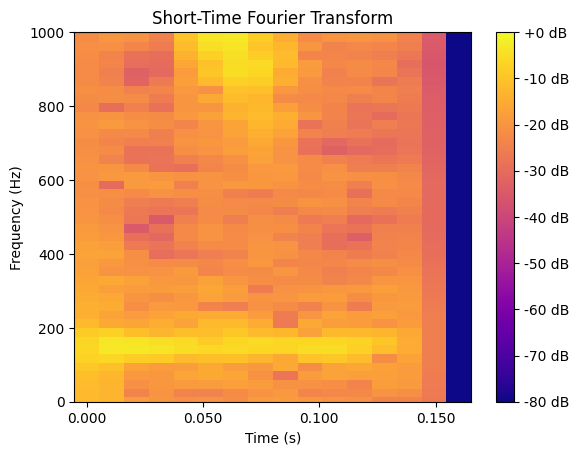 Short-Time Fourier Transform
1000
800
600
400
200
0
Frequency (Hz)
0.000
0.050
0.100
0.150
Time (s)
+0 dB
-10 dB
-20 dB
-30 dB
-40 dB
-50 dB
-60 dB
-70 dB
-80 dB